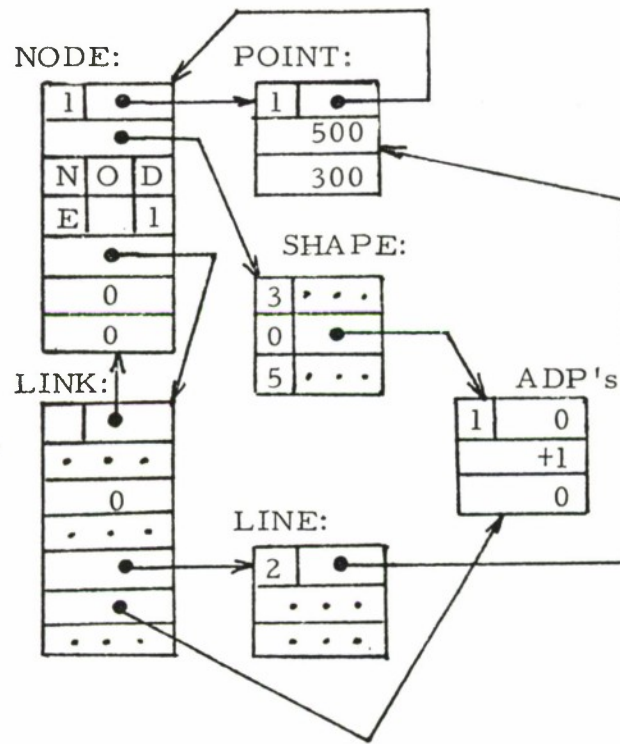 NODE:
1
N O D
E 1
0
0
POINT:
1
500
300
SHAPE:
3 . . .
0
5 . . .
ADP's
1 0
+1
0
LINK:
. . .
0
. . .
. . .
LINE:
2
. . .
. . .